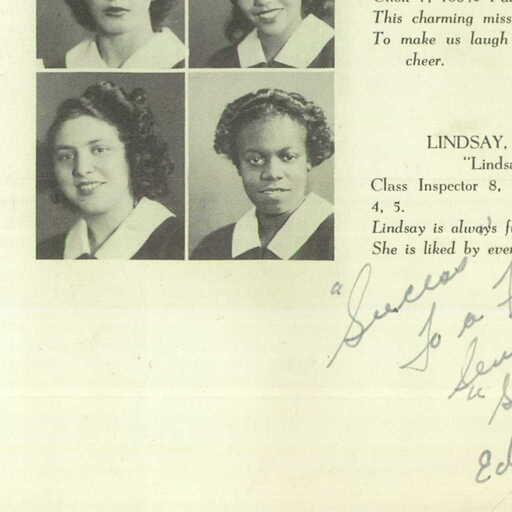 This charming miss
To make us laugh
cheer.
LINDSAY,
"Linds
Class Inspector 8,
4, 5.
Lindsay is always f
She is liked by ever
"Success
To a
Sen
"S
Ed